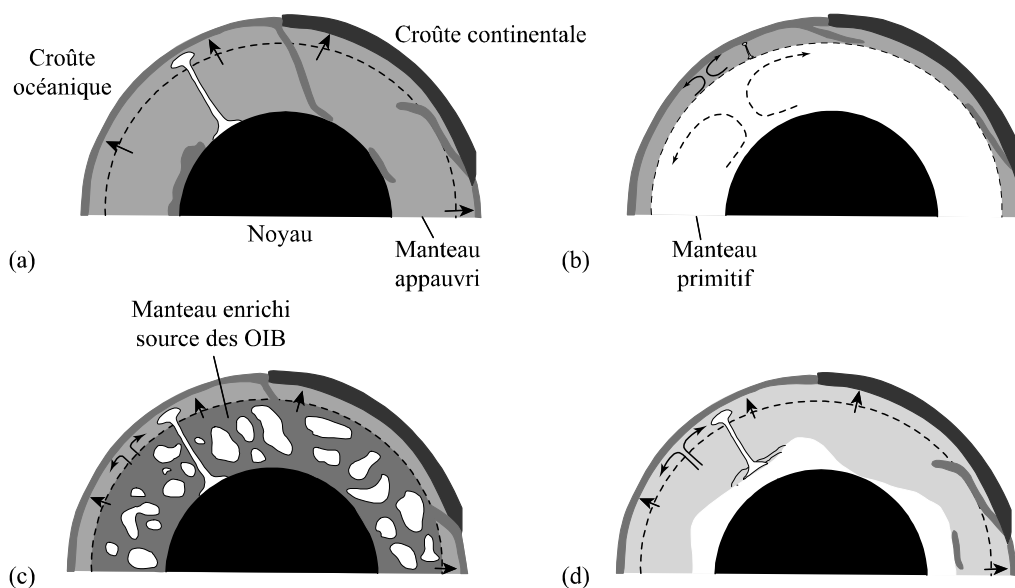 Croûte
océanique
Croûte continentale
Noyau
(a)
Manteau
appauvri
(b)
Manteau
primitif
Manteau enrichi
source des OIB
(c)
(d)